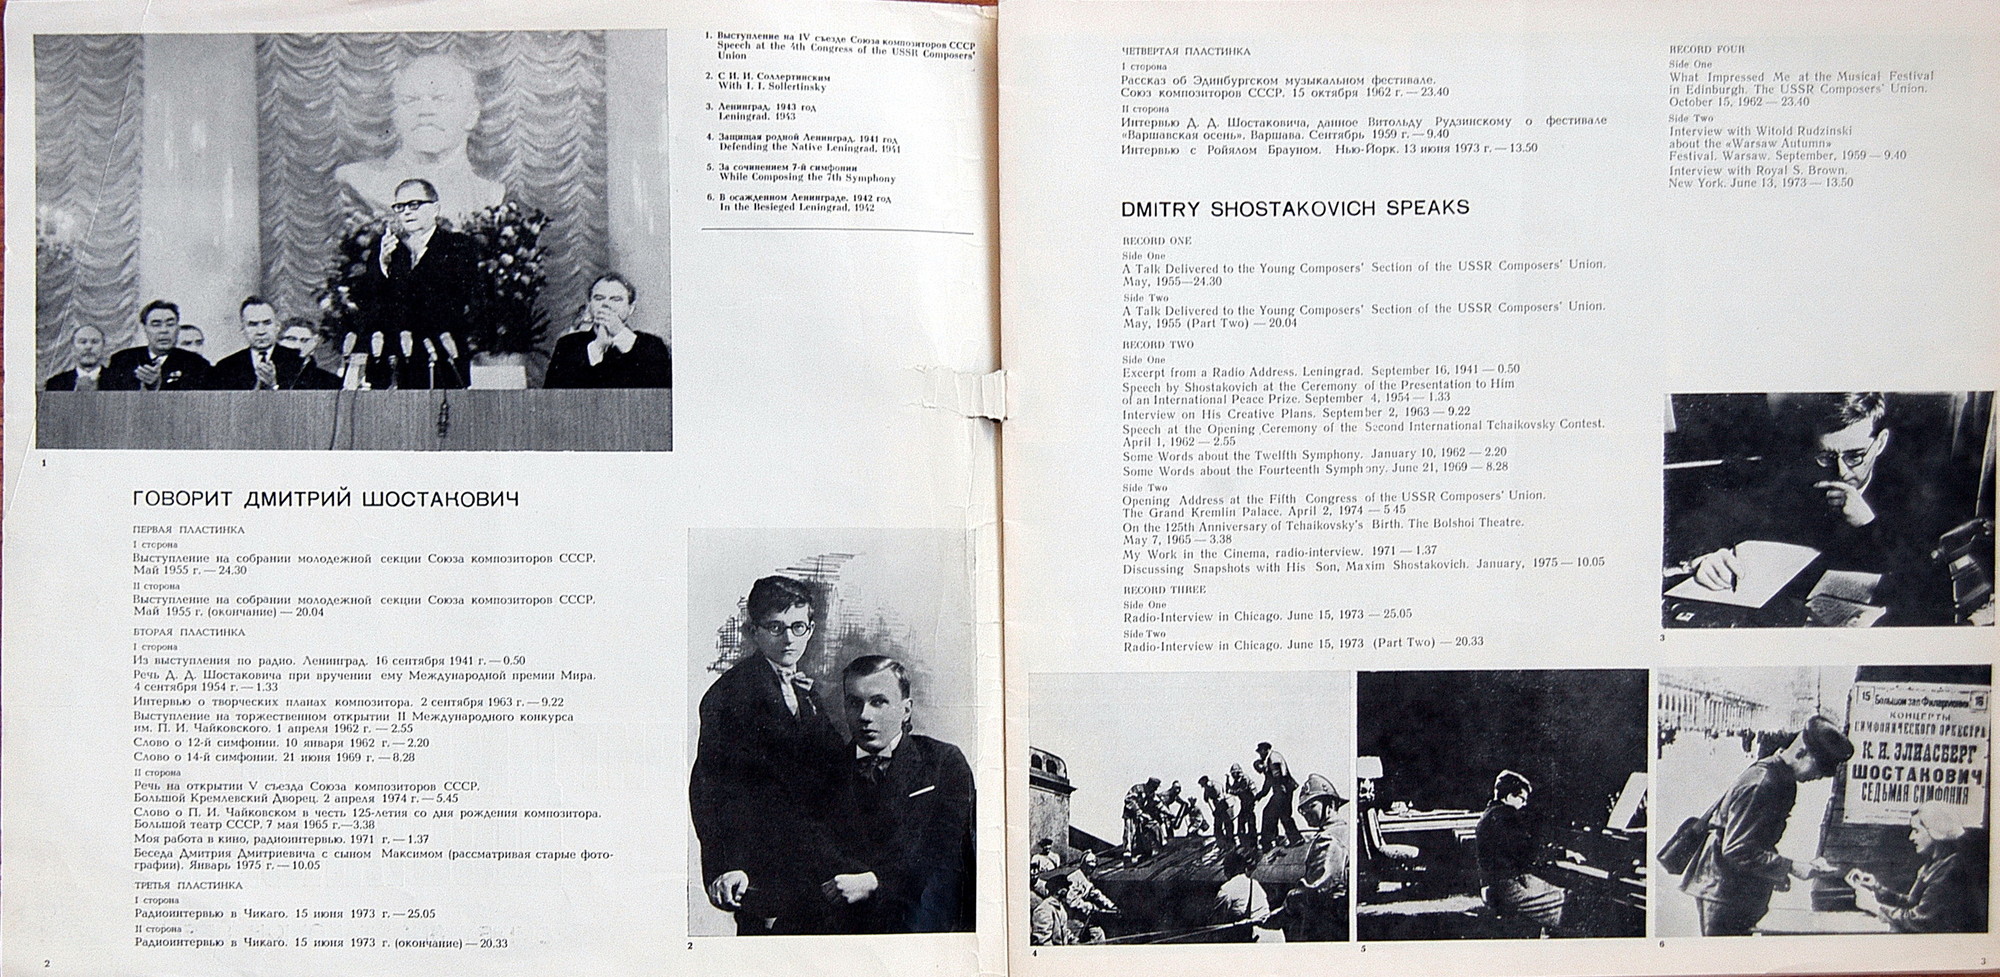 1. Выступление на IV съезде Союза композиторов СССР
Speech at the 4th Congress of the USSR Composers'
Union
2. С И. И. Соллертинским
With I. I. Sollertinsky
3. Ленинград. 1943 год
Leningrad. 1943
4. Защищая родной Ленинград. 1941 год
Defending the Native Leningrad. 1941
5. За сочинением 7-й симфонии
While Composing the 7th Symphony
6. В осажденном Ленинграде. 1942 год
In the Besieged Leningrad. 1942
1
ГОВОРИТ ДМИТРИЙ ШОСТАКОВИЧ
ПЕРВАЯ ПЛАСТИНКА
I сторона
Выступление на собрании молодежной секции Союза композиторов СССР.
Май 1955 г. — 24.30
II сторона
Выступление на собрании молодежной секции Союза композиторов СССР.
Май 1955 г. (окончание) — 20.04
ВТОРАЯ ПЛАСТИНКА
I сторона
Из выступления по радио. Ленинград. 16 сентября 1941 г. — 0.50
Речь Д. Д. Шостаковича при вручении ему Международной премии Мира.
4 сентября 1954 г. — 1.33
Интервью о творческих планах композитора. 2 сентября 1963 г. — 9.22
Выступление на торжественном открытии II Международного конкурса
им. П. И. Чайковского. 1 апреля 1962 г. — 2.55
Слово о 12-й симфонии. 10 января 1962 г. — 2.20
Слово о 14-й симфонии. 21 июня 1969 г. — 8.28
II сторона
Речь на открытии V съезда Союза композиторов СССР.
Большой Кремлевский Дворец. 2 апреля 1974 г. — 5.45
Слово о П. И. Чайковском в честь 125-летия со дня рождения композитора.
Большой театр СССР. 7 мая 1965 г. — 3.38
Моя работа в кино, радиоинтервью. 1971 г. — 1.37
Беседа Дмитрия Дмитриевича с сыном Максимом (рассматривая старые фото-
графии). Январь 1975 г. — 10.05
ТРЕТЬЯ ПЛАСТИНКА
I сторона
Радиоинтервью в Чикаго. 15 июня 1973 г. — 25.05
II сторона
Радиоинтервью в Чикаго. 15 июня 1973 г. (окончание) — 20.33
2
2
ЧЕТВЕРТАЯ ПЛАСТИНКА
I сторона
Рассказ об Эдинбургском музыкальном фестивале.
Союз композиторов СССР. 15 октября 1962 г. — 23.40
II сторона
Интервью Д. Д. Шостаковича, данное Витольду Рудзинскому о фестивале
«Варшавская осень». Варшава. Сентябрь 1959 г. — 9.40
Интервью с Ройялом Брауном. Нью-Йорк. 13 июня 1973 г. — 13.50
DMITRY SHOSTAKOVICH SPEAKS
RECORD ONE
Side One
A Talk Delivered to the Young Composers' Section of the USSR Composers' Union.
May, 1955—24.30
Side Two
A Talk Delivered to the Young Composers' Section of the USSR Composers' Union.
May, 1955 (Part Two) — 20.04
RECORD TWO
Side One
Excerpt from a Radio Address. Leningrad. September 16, 1941 — 0.50
Speech by Shostakovich at the Ceremony of the Presentation to Him
of an International Peace Prize. September 4, 1954 — 1.33
Interview on His Creative Plans. September 2, 1963 — 9.22
Speech at the Opening Ceremony of the Second International Tchaikovsky Contest.
April 1, 1962 — 2.55
Some Words about the Twelfth Symphony. January 10, 1962 — 2.20
Some Words about the Fourteenth Symphony. June 21, 1969 — 8.28
Side Two
Opening Address at the Fifth Congress of the USSR Composers' Union.
The Grand Kremlin Palace. April 2, 1974 — 5 45
On the 125th Anniversary of Tchaikovsky's Birth. The Bolshoi Theatre.
May 7, 1965 — 3.38
My Work in the Cinema, radio-interview. 1971 — 1.37
Discussing Snapshots with His Son, Maxim Shostakovich. January, 1975 — 10.05
RECORD THREE
Side One
Radio-Interview in Chicago. June 15, 1973 — 25.05
Side Two
Radio-Interview in Chicago. June 15, 1973 (Part Two) — 20.33
RECORD FOUR
Side One
What Impressed Me at the Musical Festival
in Edinburgh. The USSR Composers' Union.
October 15, 1962 — 23.40
Side Two
Interview with Witold Rudzinski
about the «Warsaw Autumn»
Festival. Warsaw. September, 1959 — 9.40
Interview with Royal S. Brown.
New York. June 13, 1973 — 13.50
3
15 Большой зал Филармонии 15
КОНЦЕРТЫ
СИМФОНИЧЕСКОГО ОРКЕСТРА
К. И. ЭЛИАСБЕРГ
ШОСТАКОВИЧ
СЕДЬМАЯ СИМФОНИЯ
4
5
6
3